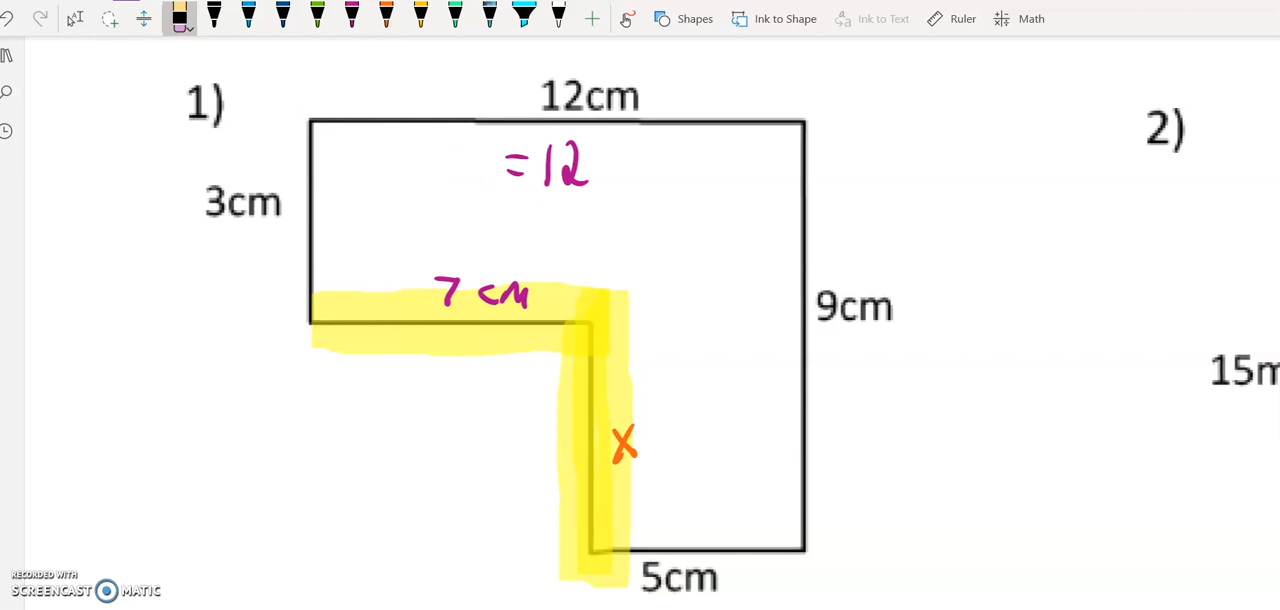 Shapes
Ink to Shape
Ink to Text
Ruler
Math
1)
12cm
2)
= 12
3cm
7 cm
9cm
15m
x
5cm
RECORDED WITH
SCREENCAST MATIC